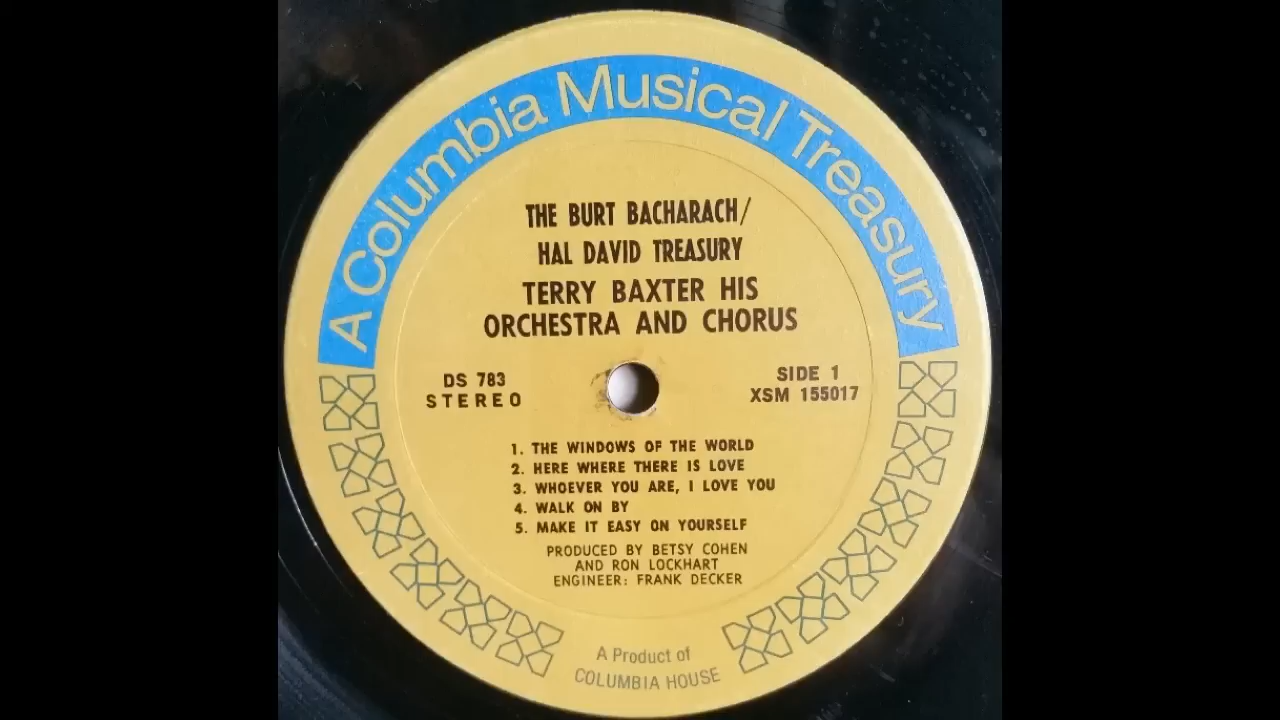 A Columbia Musical Treasury
THE BURT BACHARACH/
HAL DAVID TREASURY
TERRY BAXTER HIS
ORCHESTRA AND CHORUS
DS 783
STEREO
SIDE 1
XSM 155017
1. THE WINDOWS OF THE WORLD
2. HERE WHERE THERE IS LOVE
3. WHOEVER YOU ARE, I LOVE YOU
4. WALK ON BY
5. MAKE IT EASY ON YOURSELF
PRODUCED BY BETSY COHEN
AND RON LOCKHART
ENGINEER: FRANK DECKER
A Product of
COLUMBIA HOUSE